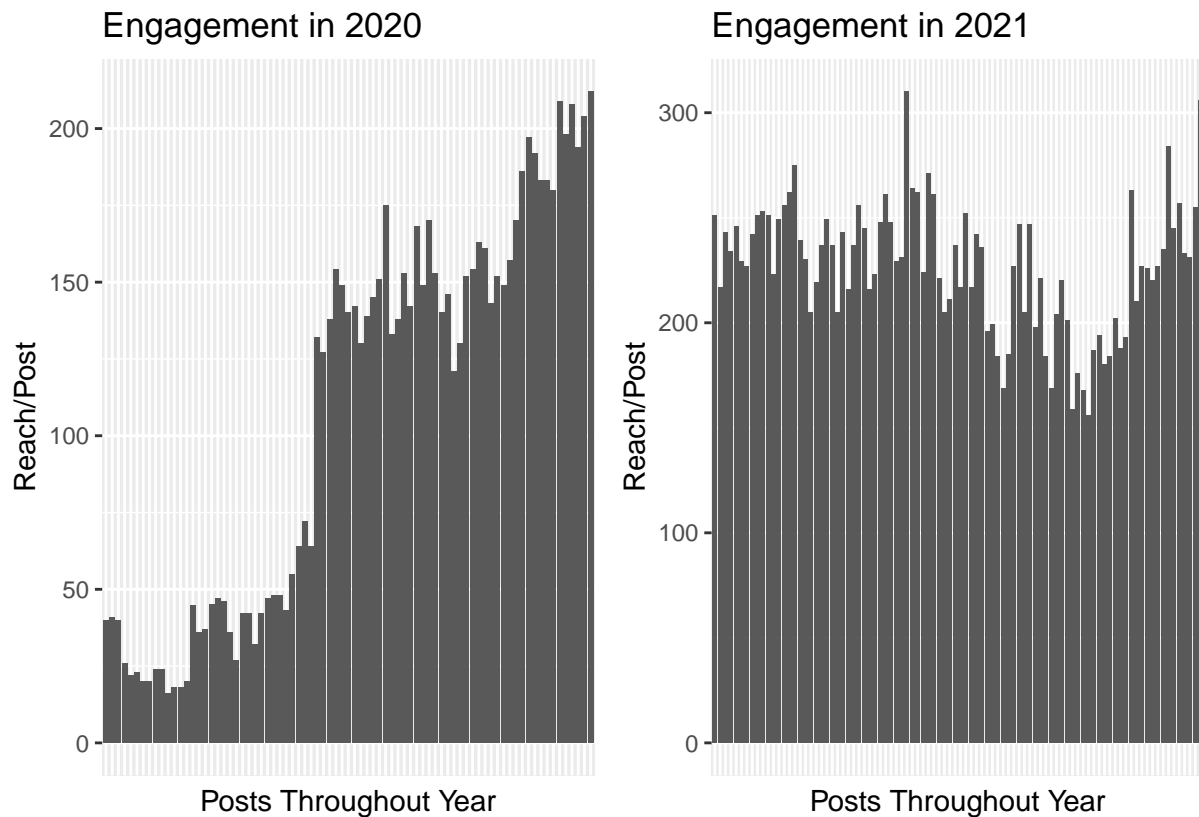 Engagement in 2020
200
150
100
50
0
Reach/Post
Posts Throughout Year
Engagement in 2021
300
200
100
0
Reach/Post
Posts Throughout Year